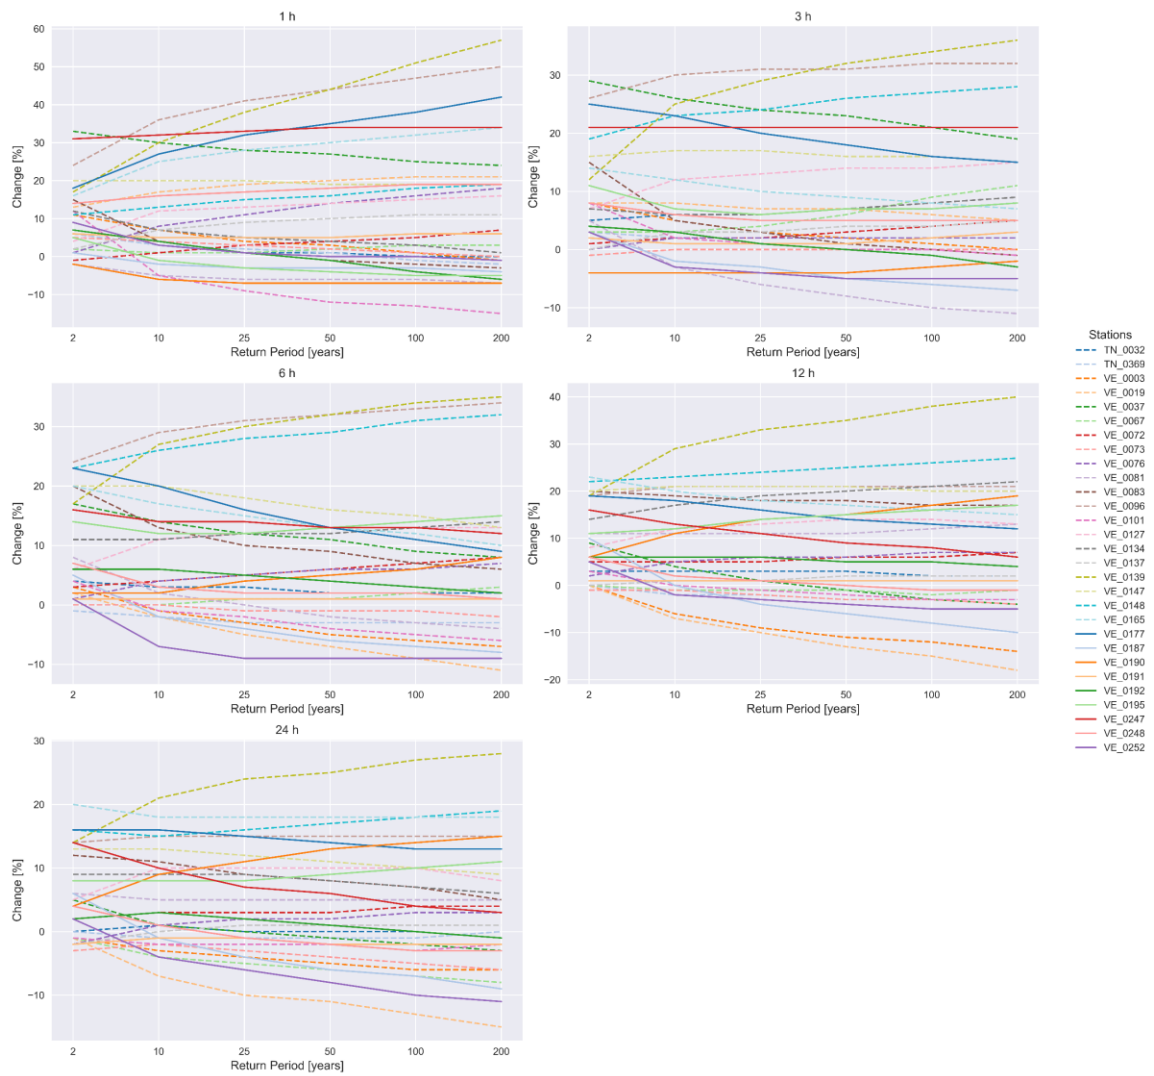 1 h
Change [%]
60
50
40
30
20
10
0
−10
2 10 25 50 100 200
Return Period [years]
3 h
Change [%]
30
20
10
0
−10
2 10 25 50 100 200
Return Period [years]
6 h
Change [%]
30
20
10
0
−10
2 10 25 50 100 200
Return Period [years]
12 h
Change [%]
40
30
20
10
0
−10
−20
2 10 25 50 100 200
Return Period [years]
24 h
Change [%]
30
20
10
0
−10
2 10 25 50 100 200
Return Period [years]
Stations
TN_0032
TN_0369
VE_0003
VE_0019
VE_0037
VE_0067
VE_0072
VE_0073
VE_0076
VE_0081
VE_0083
VE_0096
VE_0101
VE_0127
VE_0134
VE_0137
VE_0139
VE_0147
VE_0148
VE_0165
VE_0177
VE_0187
VE_0190
VE_0191
VE_0192
VE_0195
VE_0247
VE_0248
VE_0252